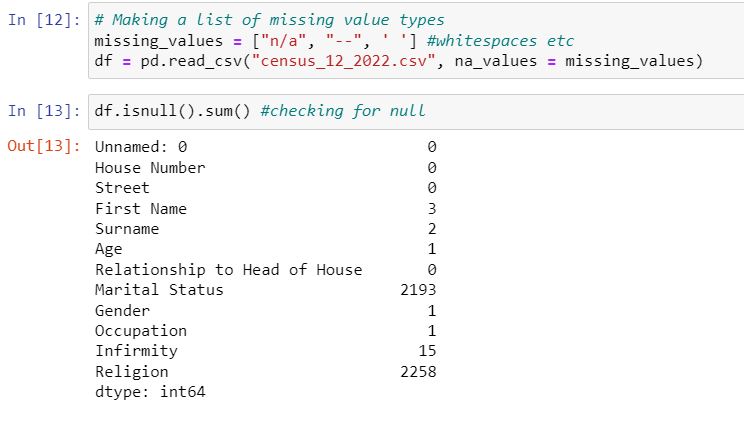 In [12]: # Making a list of missing value types
missing_values = ["n/a", "--", ' '] #whitespaces etc
df = pd.read_csv("census_12_2022.csv", na_values = missing_values)
In [13]: df.isnull().sum() #checking for null
Out[13]: Unnamed: 0 0
House Number 0
Street 0
First Name 3
Surname 2
Age 1
Relationship to Head of House 0
Marital Status 2193
Gender 1
Occupation 1
Infirmity 15
Religion 2258
dtype: int64